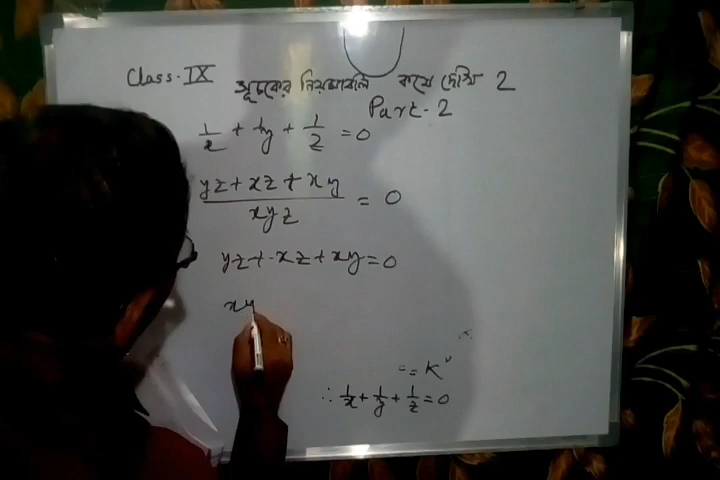 Class. IX সূচকের নিয়মাবলি কষে দেখি 2
Part-2
1/x + 1/y + 1/z = 0
yz + xz + xy / xyz = 0
yz + xz + xy = 0
xy
= K⁰
∴ 1/x + 1/y + 1/z = 0